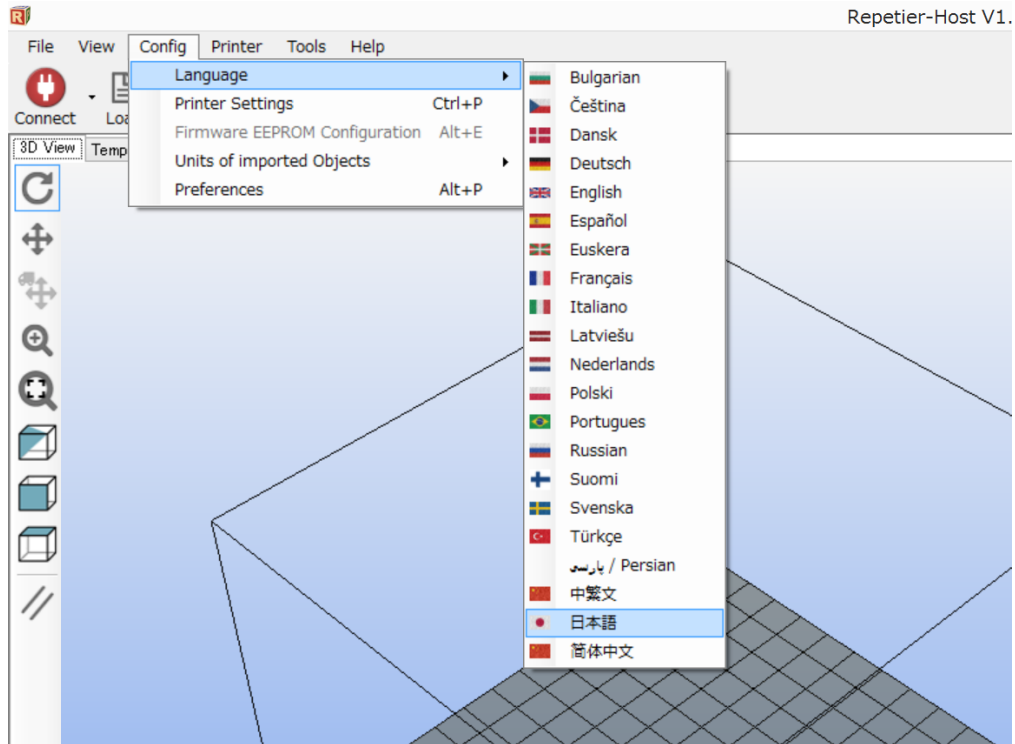 Repetier-Host V1.
File View Config Printer Tools Help
Connect
Loa
3D View
Temp
Language
Printer Settings Ctrl+P
Firmware EEPROM Configuration Alt+E
Units of imported Objects
Preferences Alt+P
Bulgarian
Čeština
Dansk
Deutsch
English
Español
Euskera
Français
Italiano
Latviešu
Nederlands
Polski
Portugues
Russian
Suomi
Svenska
Türkçe
پارسی / Persian
中繁文
日本語
简体中文